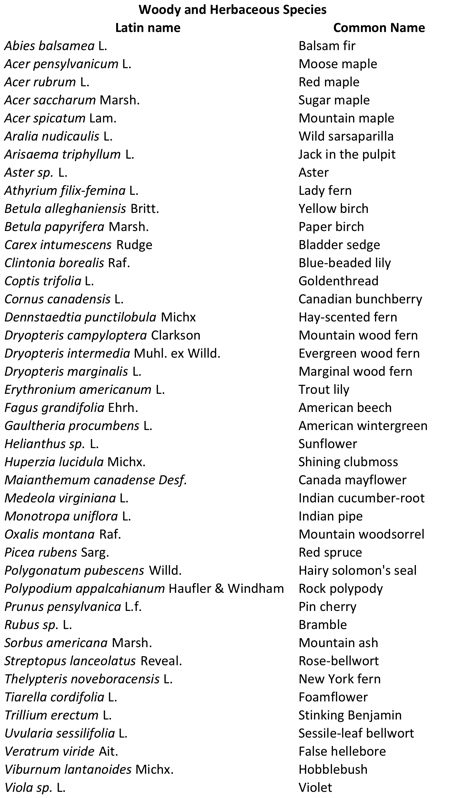 Woody and Herbaceous Species
Latin name Common Name
Abies balsamea L. Balsam fir
Acer pensylvanicum L. Moose maple
Acer rubrum L. Red maple
Acer saccharum Marsh. Sugar maple
Acer spicatum Lam. Mountain maple
Aralia nudicaulis L. Wild sarsaparilla
Arisaema triphyllum L. Jack in the pulpit
Aster sp. L. Aster
Athyrium filix-femina L. Lady fern
Betula alleghaniensis Britt. Yellow birch
Betula papyrifera Marsh. Paper birch
Carex intumescens Rudge Bladder sedge
Clintonia borealis Raf. Blue-beaded lily
Coptis trifolia L. Goldenthread
Cornus canadensis L. Canadian bunchberry
Dennstaedtia punctilobula Michx Hay-scented fern
Dryopteris campyloptera Clarkson Mountain wood fern
Dryopteris intermedia Muhl. ex Willd. Evergreen wood fern
Dryopteris marginalis L. Marginal wood fern
Erythronium americanum L. Trout lily
Fagus grandifolia Ehrh. American beech
Gaultheria procumbens L. American wintergreen
Helianthus sp. L. Sunflower
Huperzia lucidula Michx. Shining clubmoss
Maianthemum canadense Desf. Canada mayflower
Medeola virginiana L. Indian cucumber-root
Monotropa uniflora L. Indian pipe
Oxalis montana Raf. Mountain woodsorrel
Picea rubens Sarg. Red spruce
Polygonatum pubescens Willd. Hairy solomon's seal
Polypodium appalcahianum Haufler & Windham Rock polypody
Prunus pensylvanica L.f. Pin cherry
Rubus sp. L. Bramble
Sorbus americana Marsh. Mountain ash
Streptopus lanceolatus Reveal. Rose-bellwort
Thelypteris noveboracensis L. New York fern
Tiarella cordifolia L. Foamflower
Trillium erectum L. Stinking Benjamin
Uvularia sessilifolia L. Sessile-leaf bellwort
Veratrum viride Ait. False hellebore
Viburnum lantanoides Michx. Hobblebush
Viola sp. L. Violet